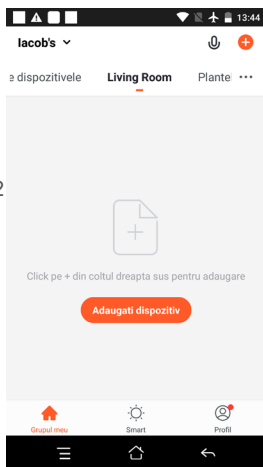 13:44
Iacob's
e dispozitivele Living Room Plante
2
Click pe + din coltul dreapta sus pentru adaugare
Adaugati dispozitiv
Grupul meu Smart Profil